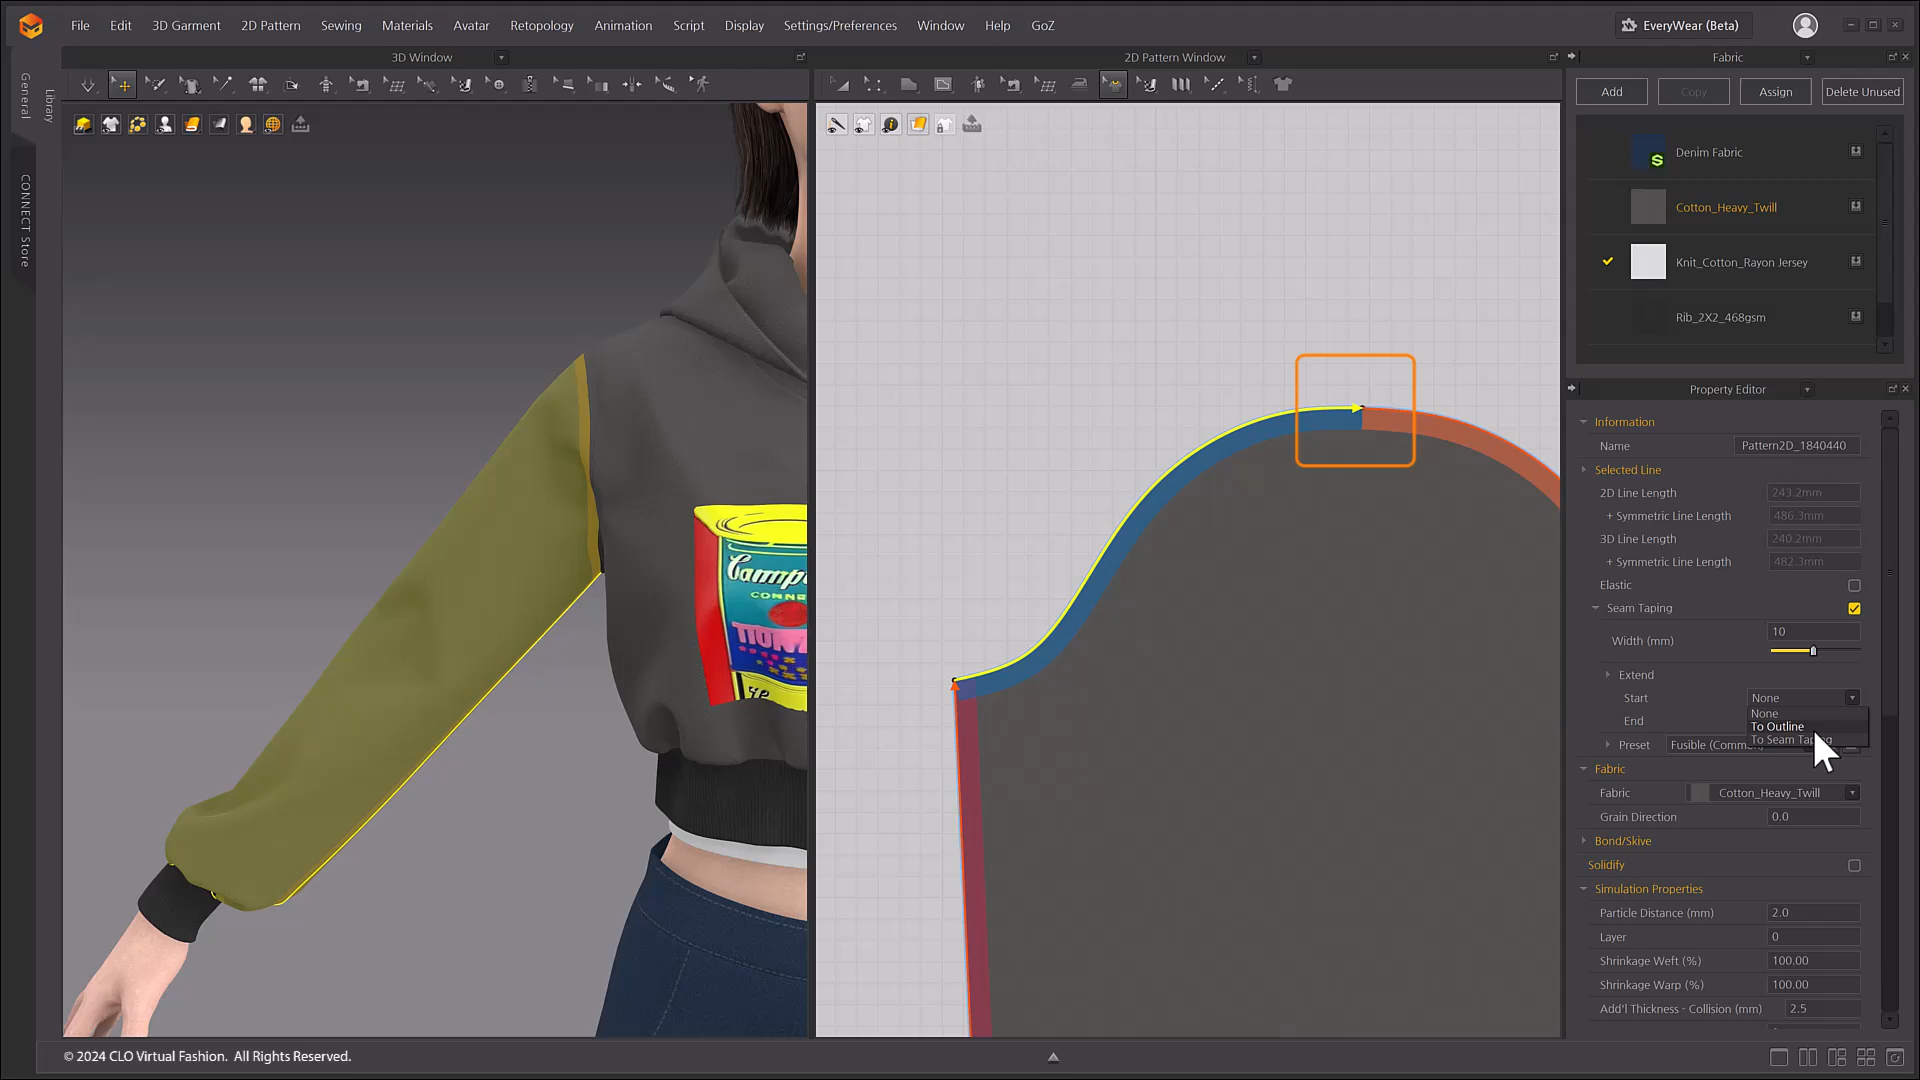 File Edit 3D Garment 2D Pattern Sewing Materials Avatar Retopology Animation Script Display Settings/Preferences Window Help GoZ
EveryWear (Beta)
General
Library
CONNECT Store
3D Window
2D Pattern Window
Fabric
Add Copy Assign Delete Unused
Denim Fabric
Cotton_Heavy_Twill
Knit_Cotton_Rayon Jersey
Rib_2X2_468gsm
Property Editor
Information
Name Pattern2D_1840440
Selected Line
2D Line Length 243.2mm
+ Symmetric Line Length 486.3mm
3D Line Length 240.2mm
+ Symmetric Line Length 482.3mm
Elastic
Seam Taping
Width (mm) 10
Extend
Start None
None
End
To Outline
To Seam Taping
Preset Fusible
Fabric
Fabric Cotton_Heavy_Twill
Grain Direction 0.0
Bond/Skive
Solidify
Simulation Properties
Particle Distance (mm) 2.0
Layer 0
Shrinkage Weft (%) 100.00
Shrinkage Warp (%) 100.00
Add'l Thickness - Collision (mm) 2.5
© 2024 CLO Virtual Fashion. All Rights Reserved.